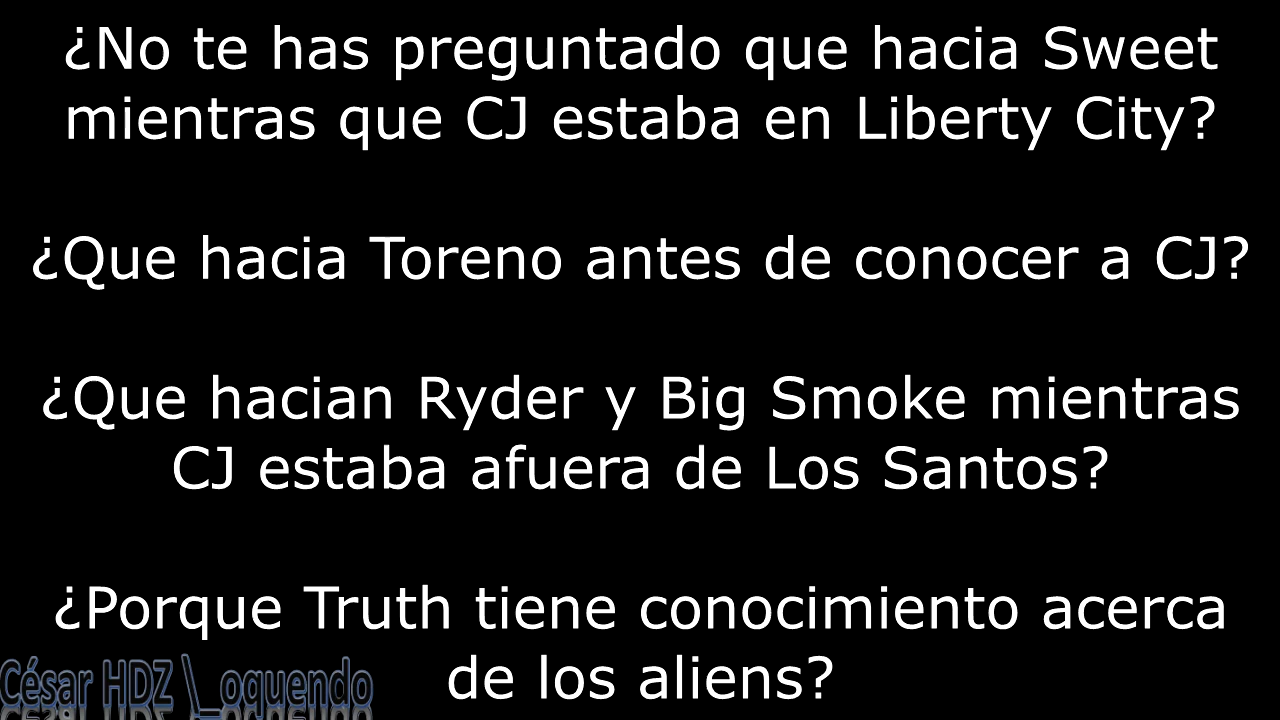 ¿No te has preguntado que hacia Sweet
mientras que CJ estaba en Liberty City?
¿Que hacia Toreno antes de conocer a CJ?
¿Que hacian Ryder y Big Smoke mientras
CJ estaba afuera de Los Santos?
¿Porque Truth tiene conocimiento acerca
de los aliens?
César HDZ \_oquendo